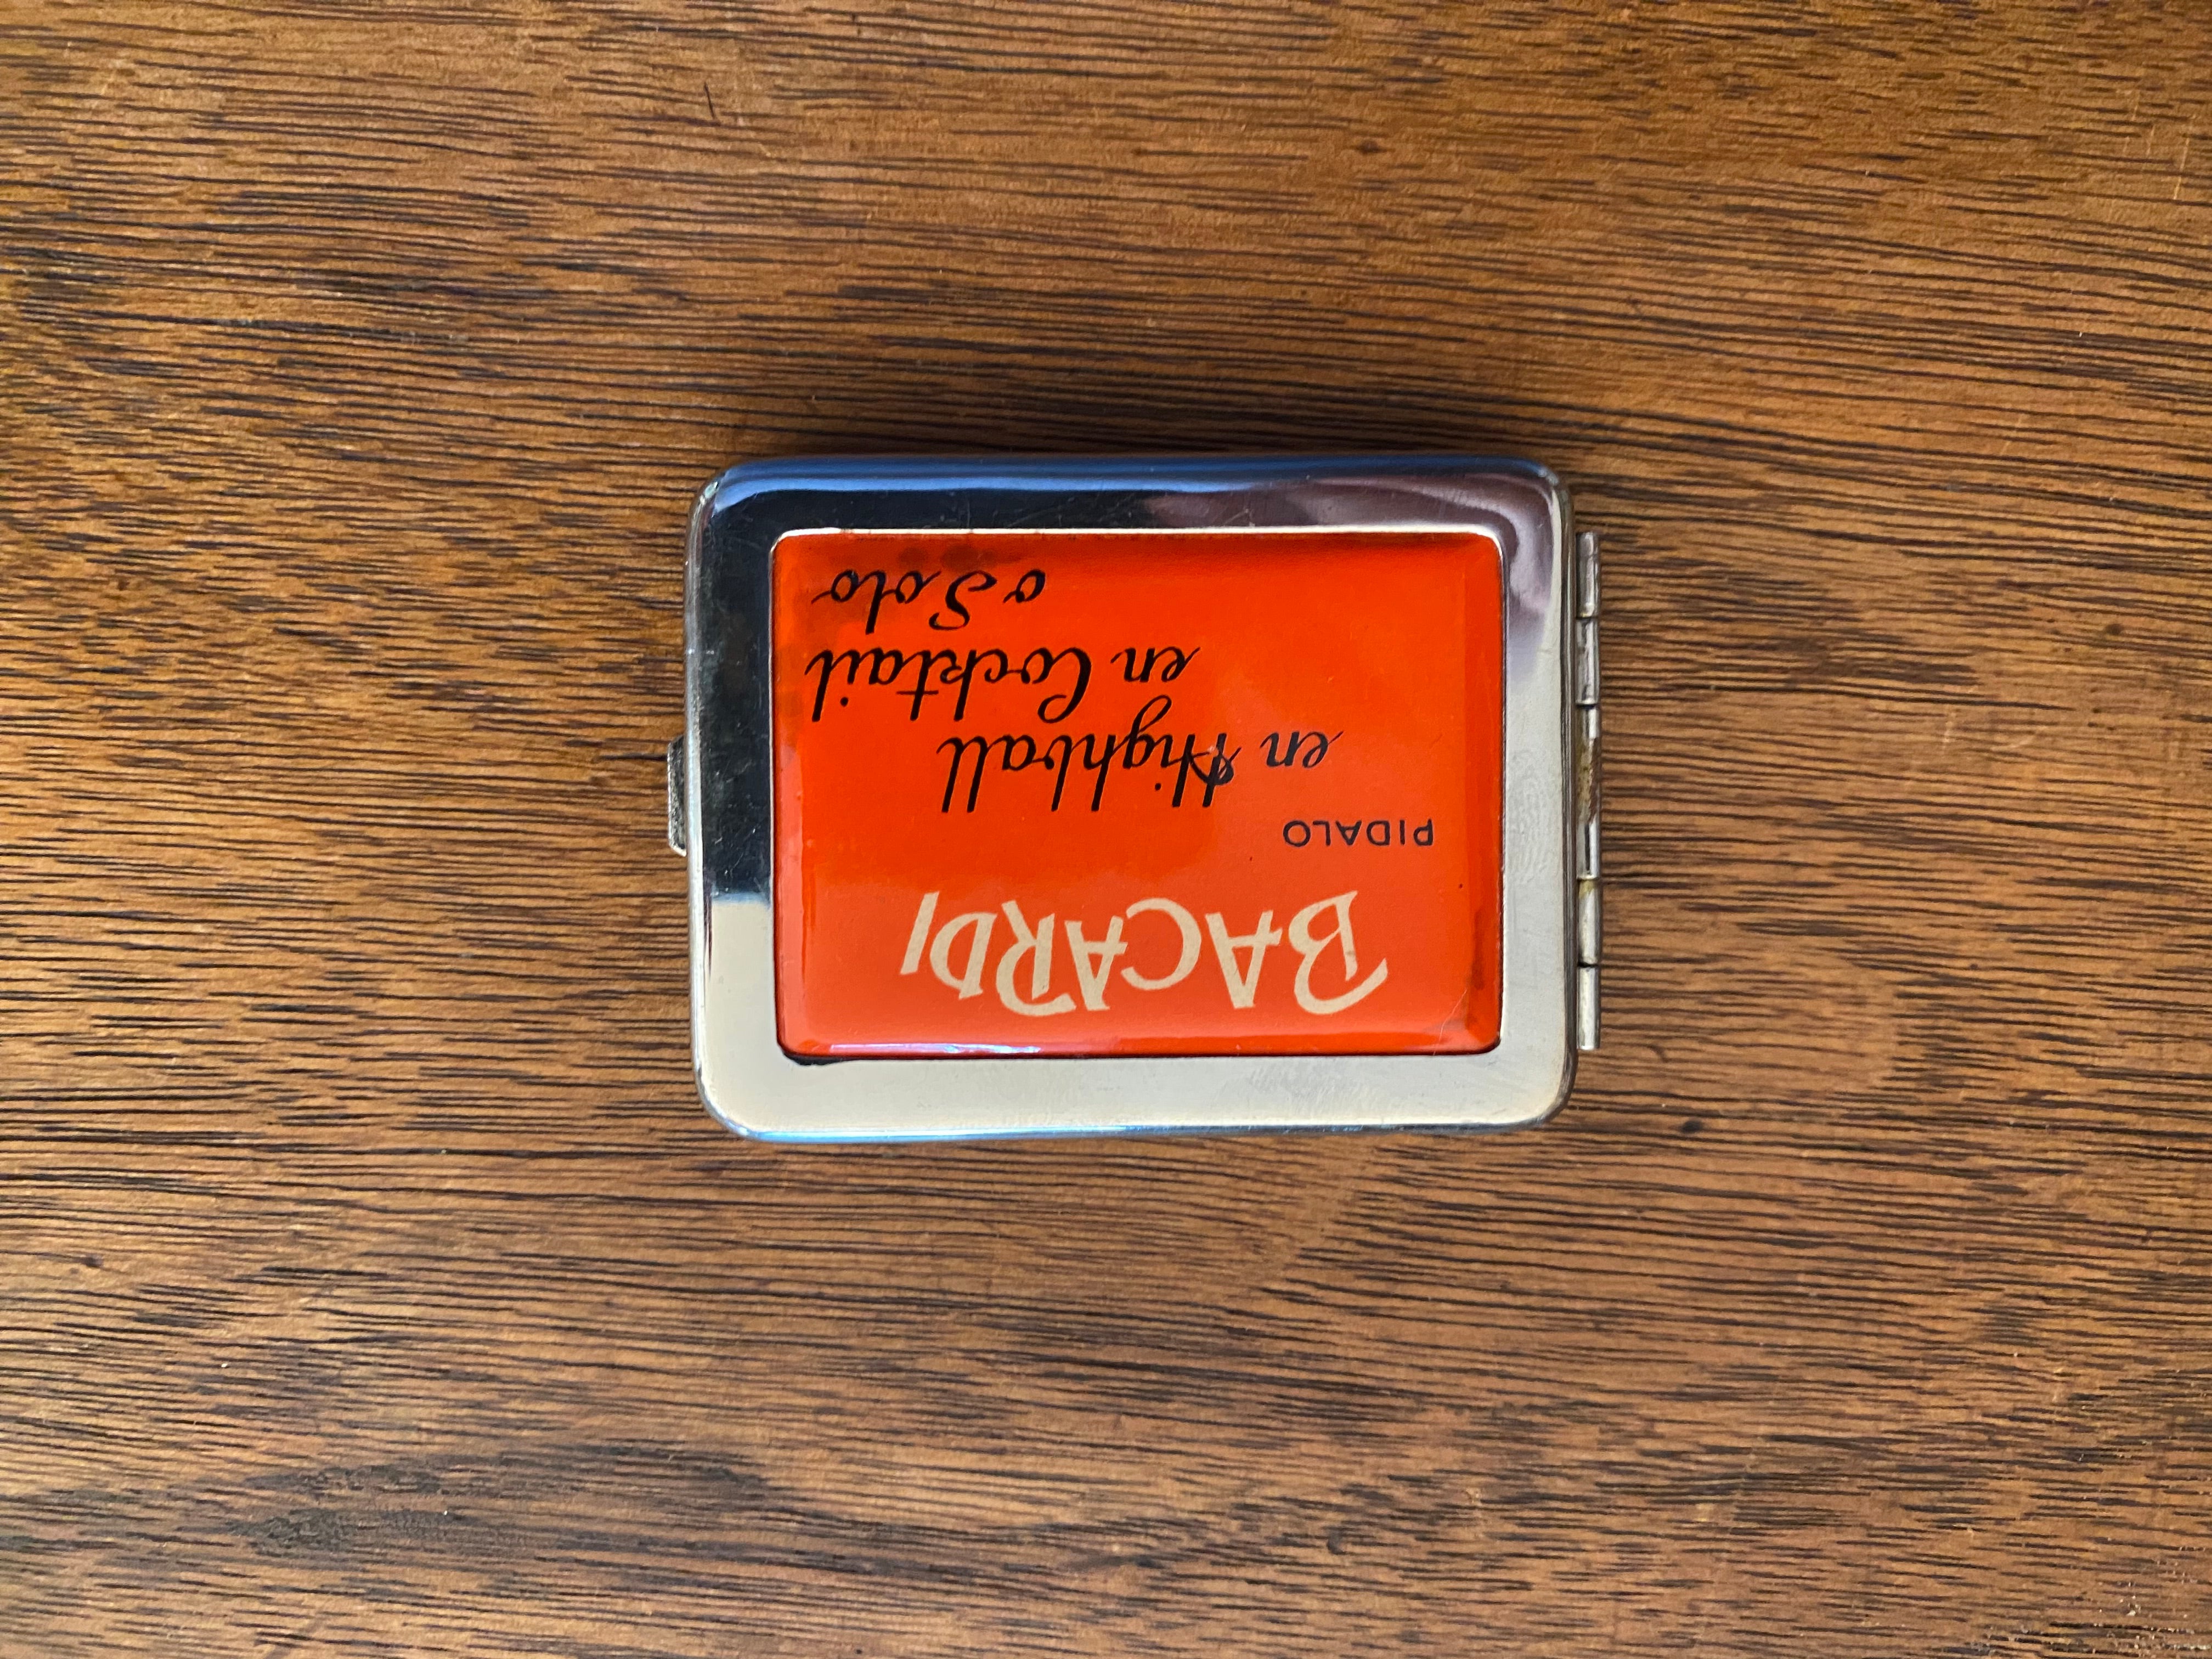 BACARDI
PIDALO
en Highball
en Cocktail
o Solo